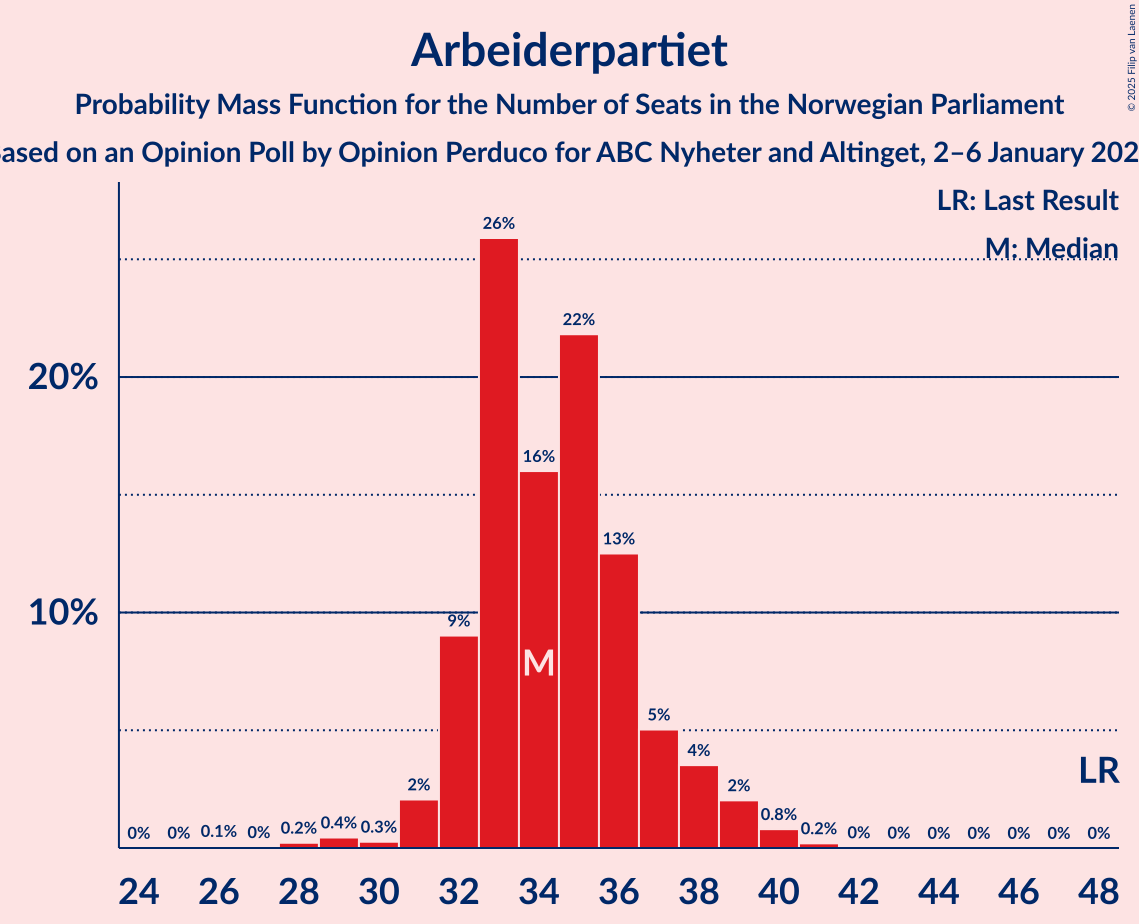 Arbeiderpartiet
Probability Mass Function for the Number of Seats in the Norwegian Parliament
on an Opinion Poll by Opinion Perduco for ABC Nyheter and Altinget, 2–6 January
© 2025 Filip van Laenen
LR: Last Result
M: Median
26%
22%
20%
16%
13%
10%
9%
M
5%
4%
LR
2%
2%
0% 0% 0.1% 0% 0.2% 0.4% 0.3% 0.8% 0.2% 0% 0% 0% 0% 0% 0% 0%
24 26 28 30 32 34 36 38 40 42 44 46 48